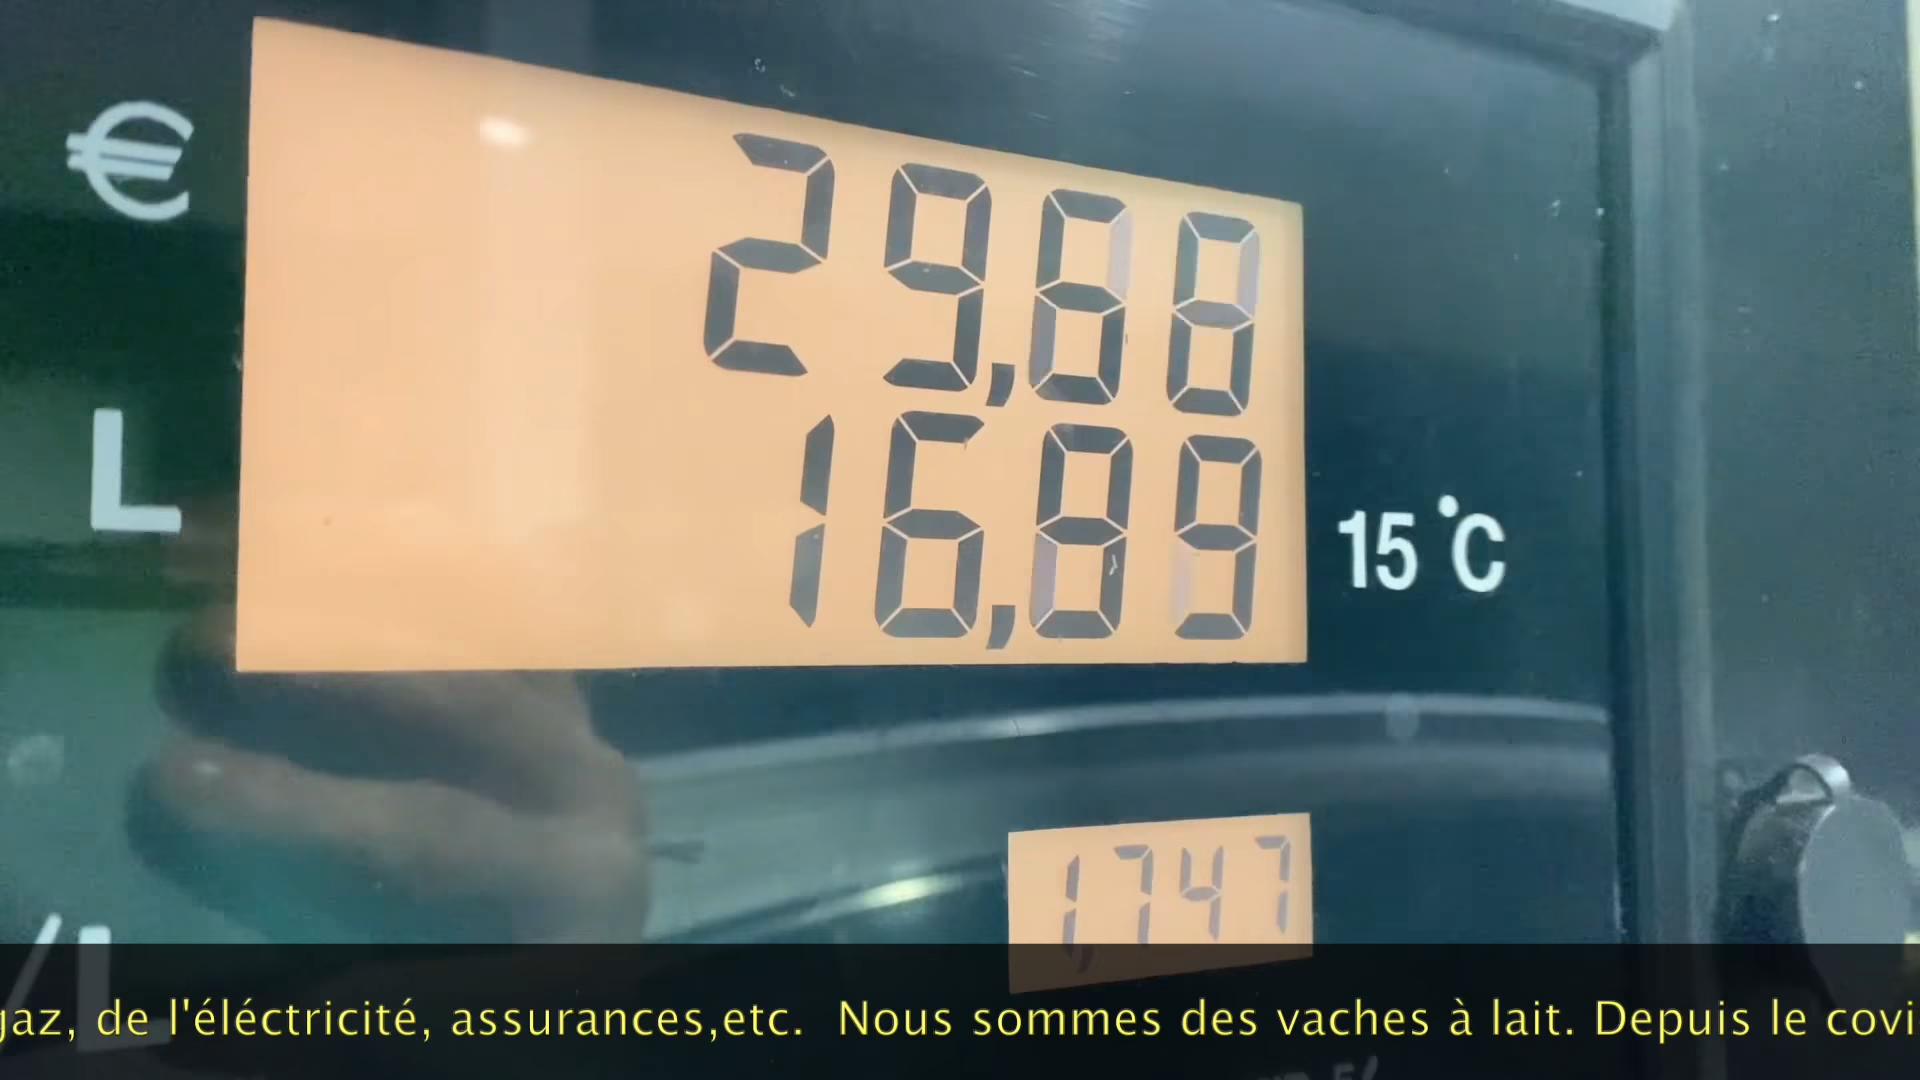 € 29,68
L 16,89 15°C
/L 1,747
gaz, de l'éléctricité, assurances,etc. Nous sommes des vaches à lait. Depuis le covi